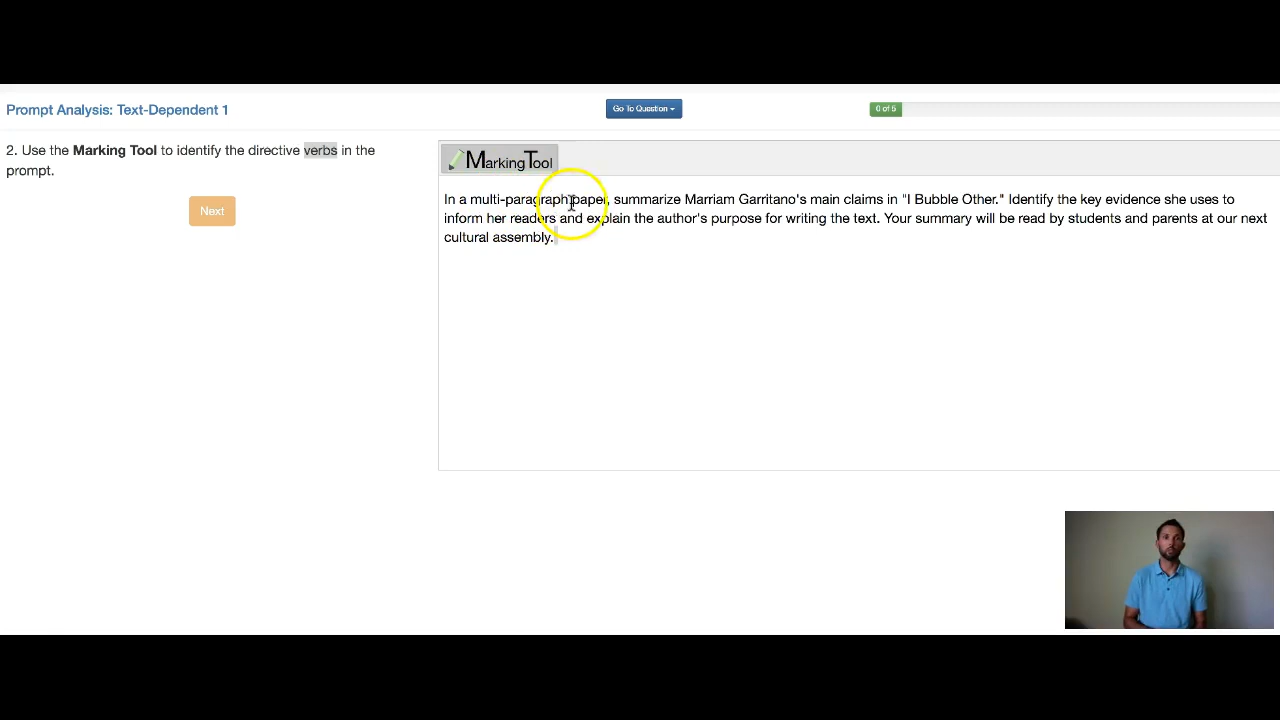 Prompt Analysis: Text-Dependent 1
Go To Question
0 of 5
2. Use the Marking Tool to identify the directive verbs in the
prompt.
Next
MarkingTool
In a multi-paragraph paper, summarize Marriam Garritano's main claims in "I Bubble Other." Identify the key evidence she uses to
inform her readers and explain the author's purpose for writing the text. Your summary will be read by students and parents at our next
cultural assembly.